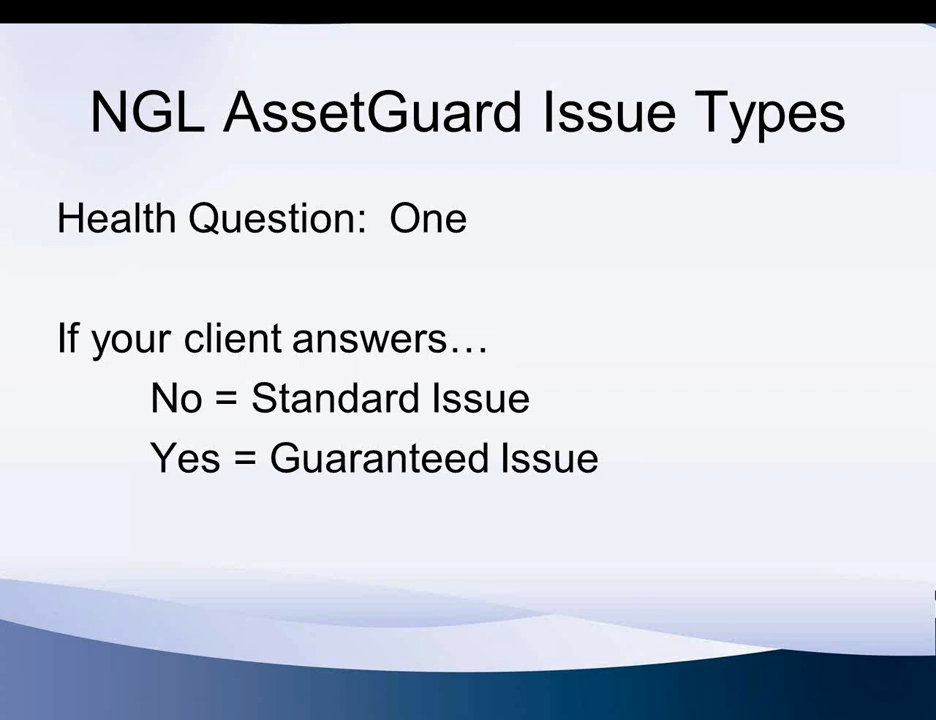 NGL AssetGuard Issue Types
Health Question: One
If your client answers…
No = Standard Issue
Yes = Guaranteed Issue